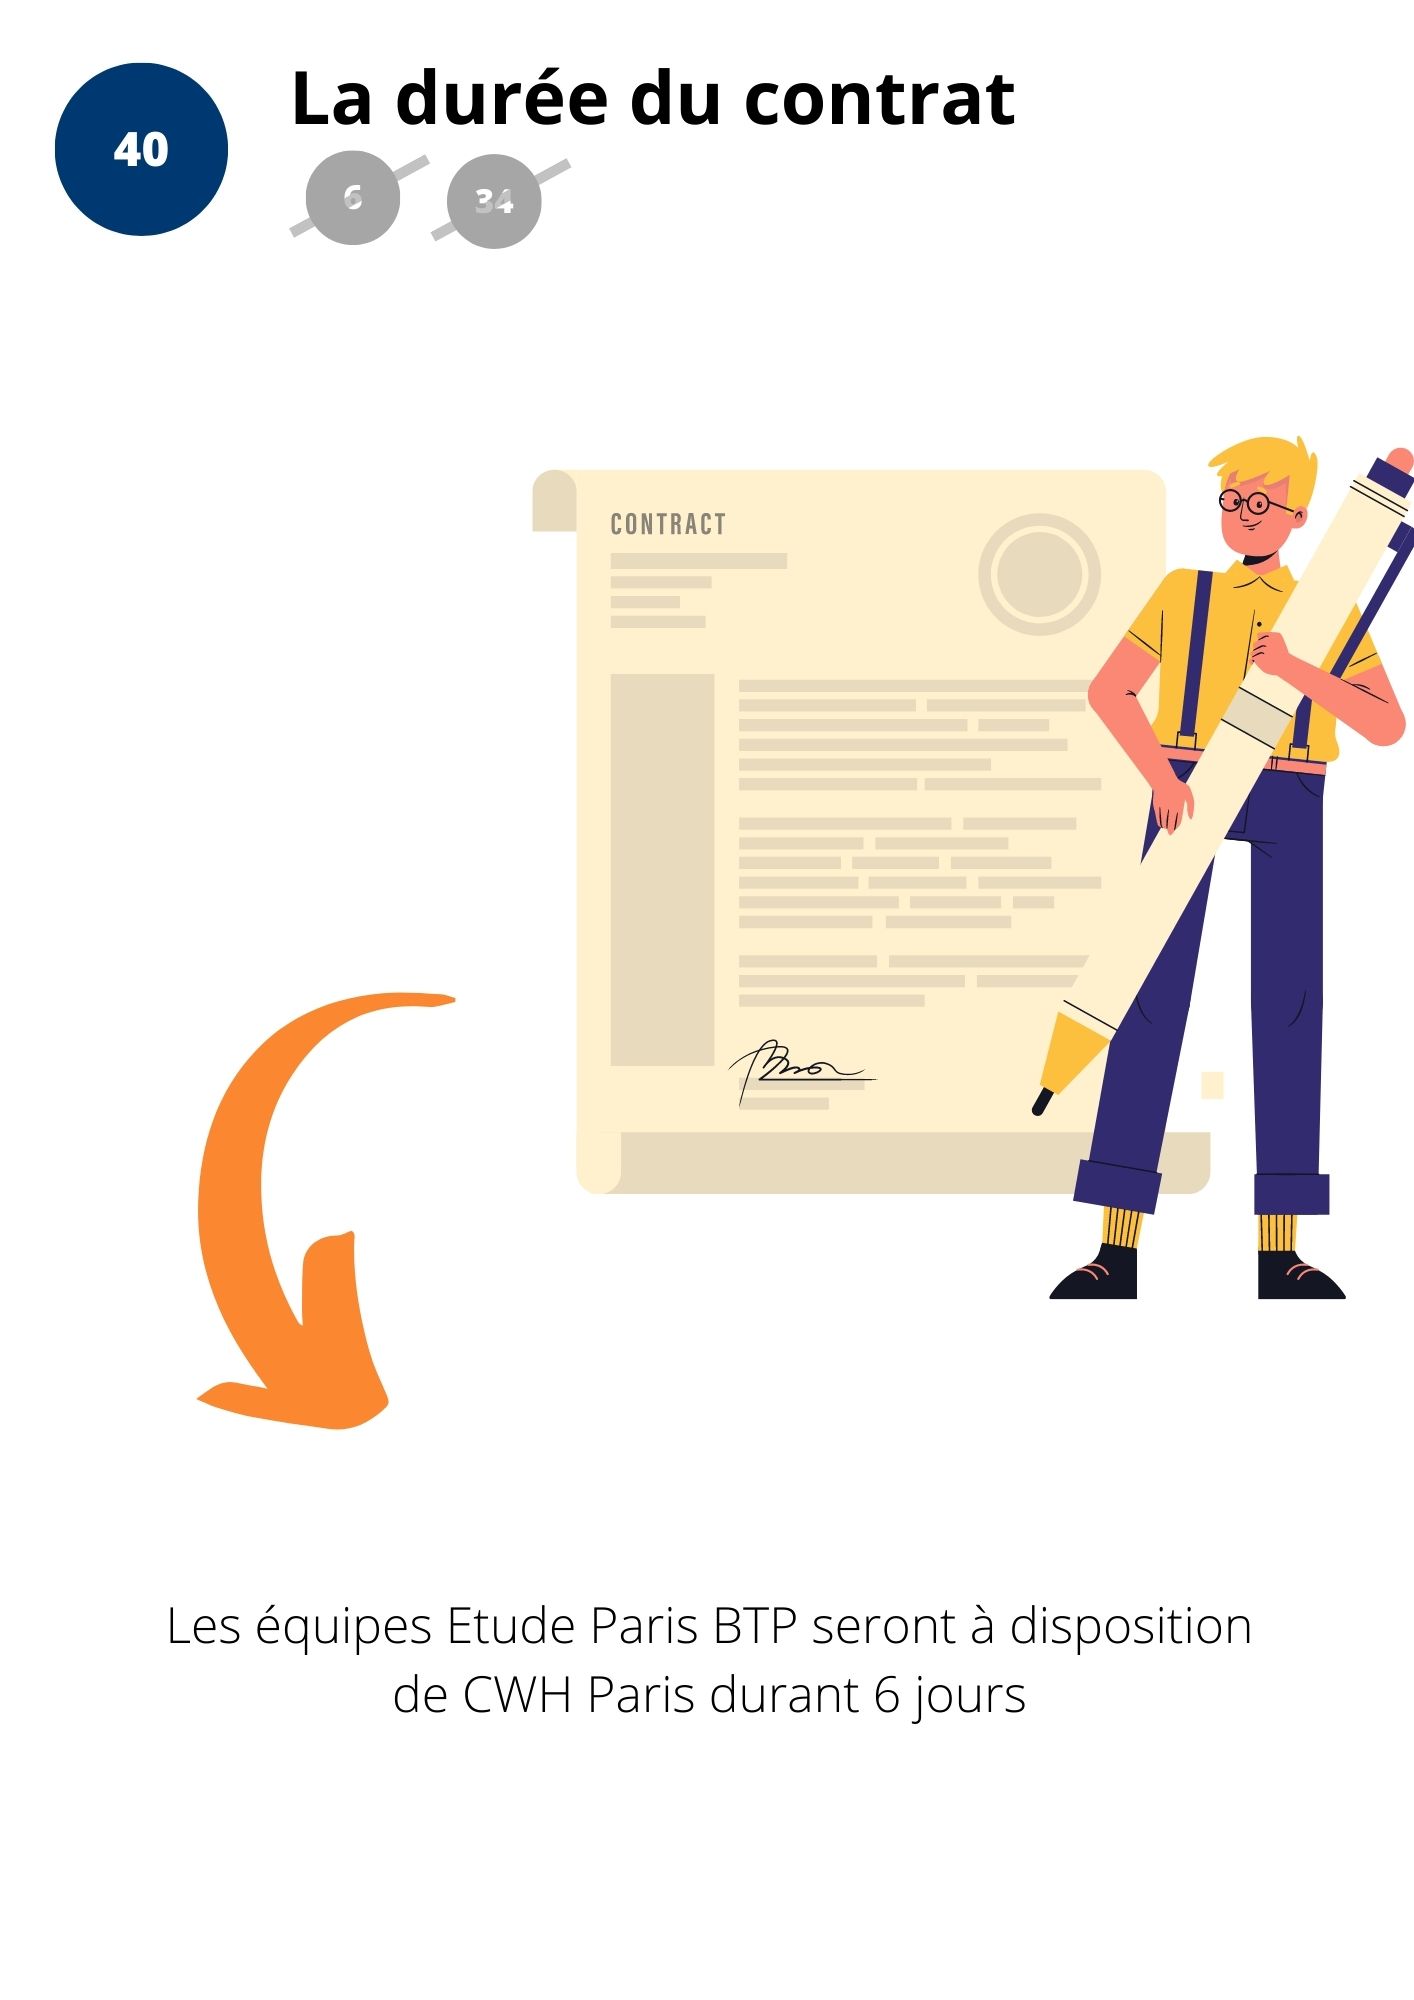 40
La durée du contrat
6
34
CONTRACT
Les équipes Etude Paris BTP seront à disposition
de CWH Paris durant 6 jours